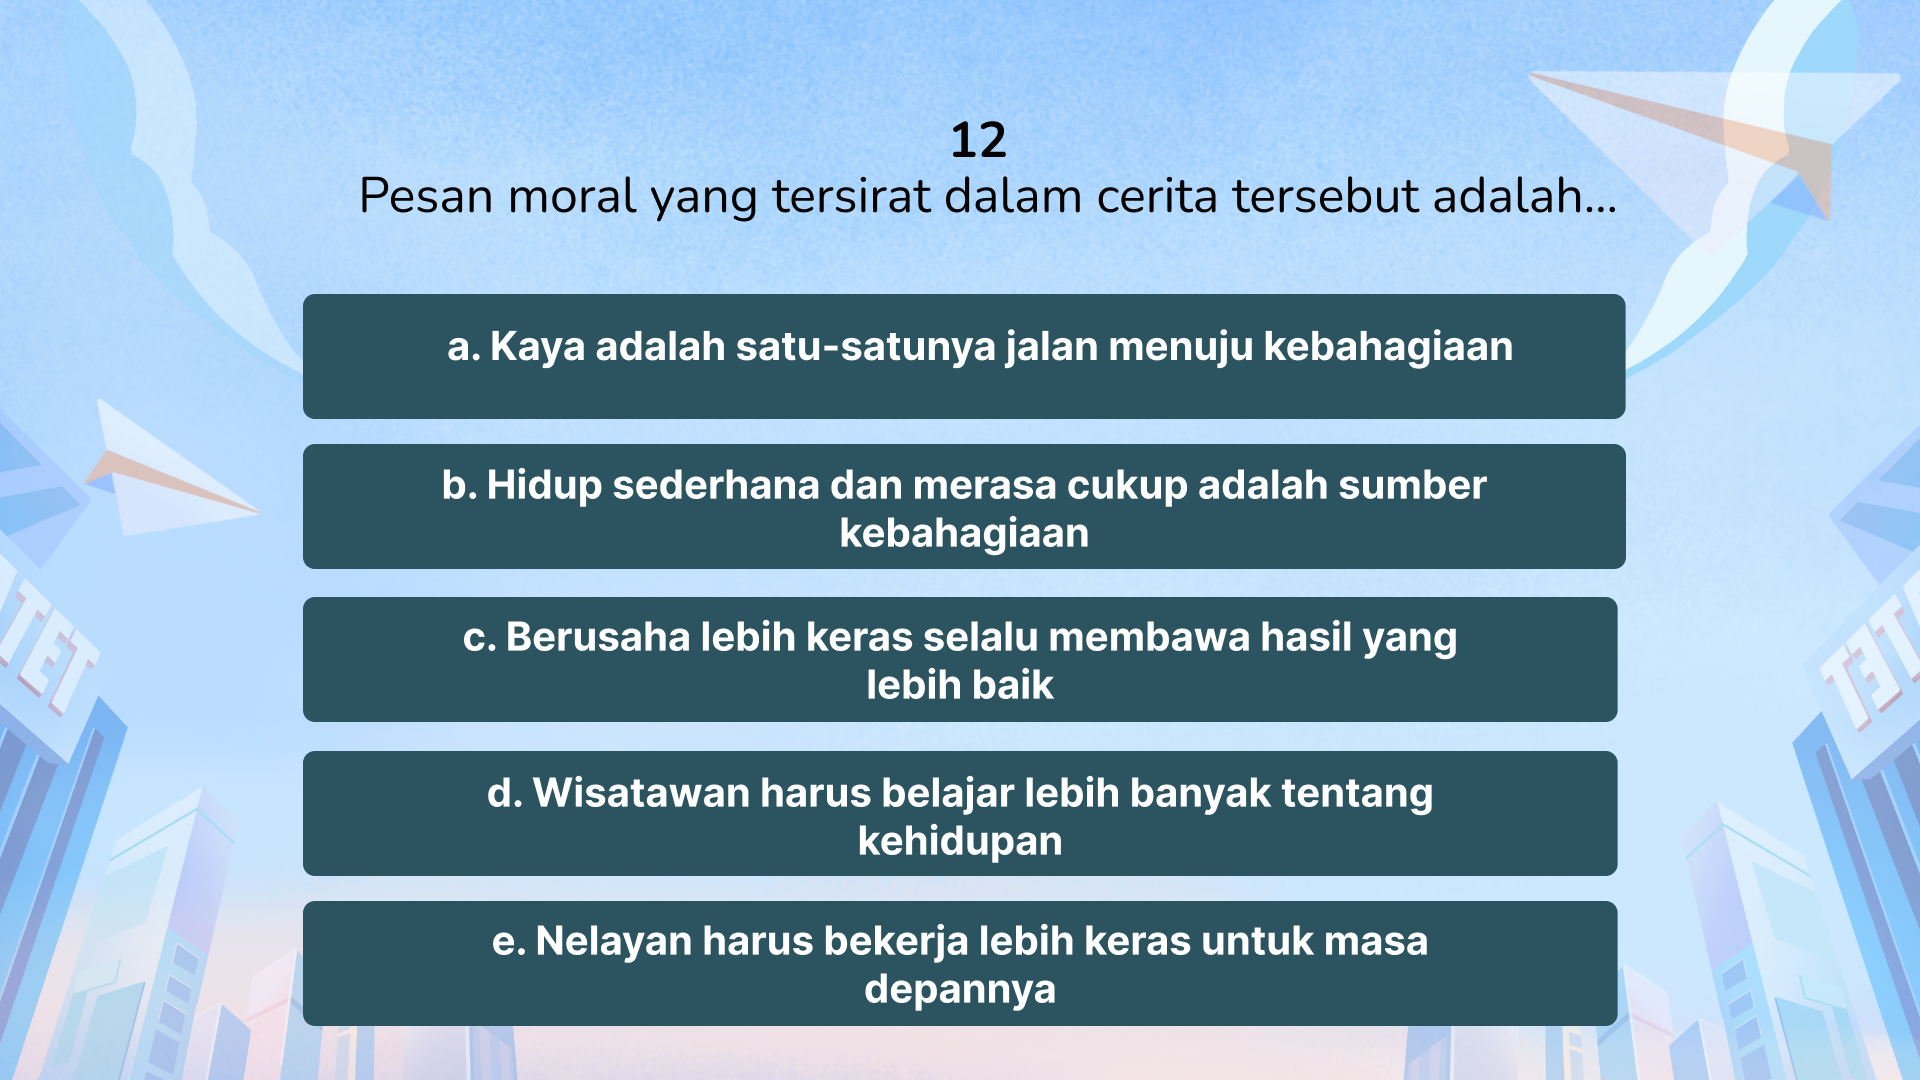 12
Pesan moral yang tersirat dalam cerita tersebut adalah...
a. Kaya adalah satu-satunya jalan menuju kebahagiaan
b. Hidup sederhana dan merasa cukup adalah sumber
kebahagiaan
c. Berusaha lebih keras selalu membawa hasil yang
lebih baik
d. Wisatawan harus belajar lebih banyak tentang
kehidupan
e. Nelayan harus bekerja lebih keras untuk masa
depannya